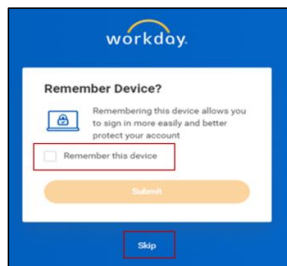 workday.
Remember Device?
Remembering this device allows you
to sign in more easily and better
protect your account
Remember this device
Submit
Skip